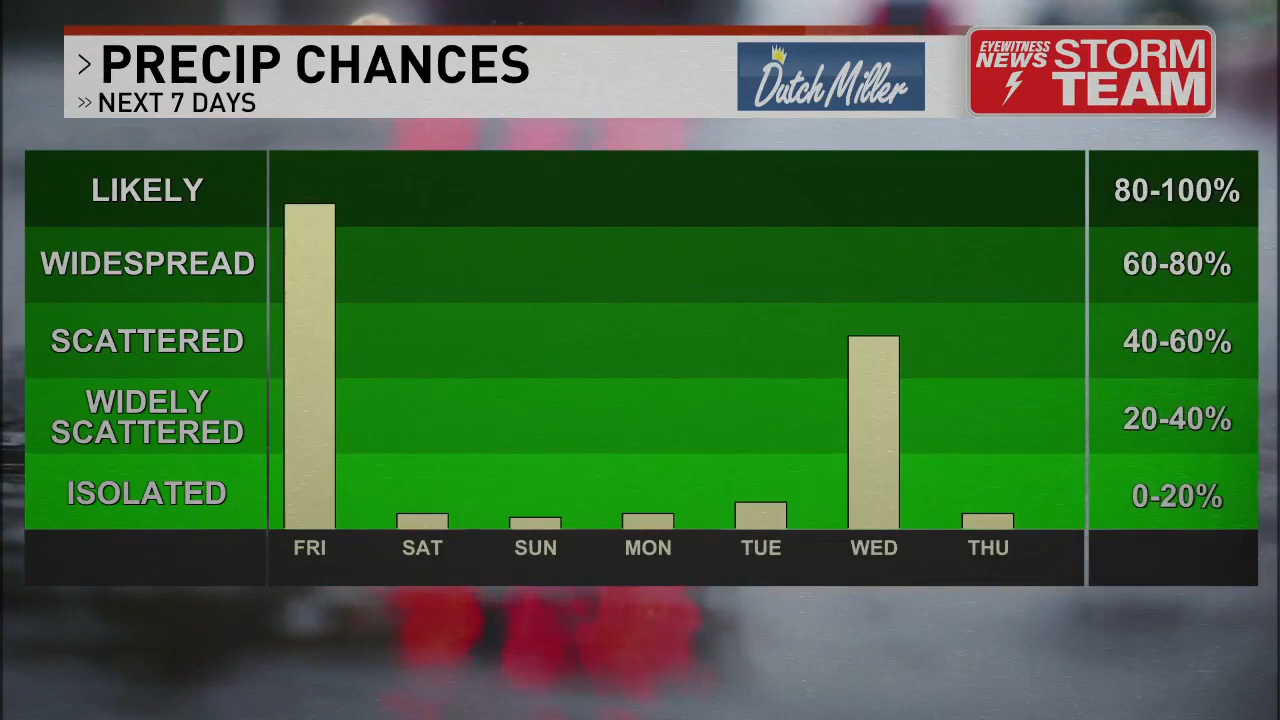 > PRECIP CHANCES
» NEXT 7 DAYS
Dutch Miller
EYEWITNESS
NEWS
STORM
TEAM
LIKELY
80-100%
WIDESPREAD
60-80%
SCATTERED
40-60%
WIDELY
SCATTERED
20-40%
ISOLATED
0-20%
FRI SAT SUN MON TUE WED THU